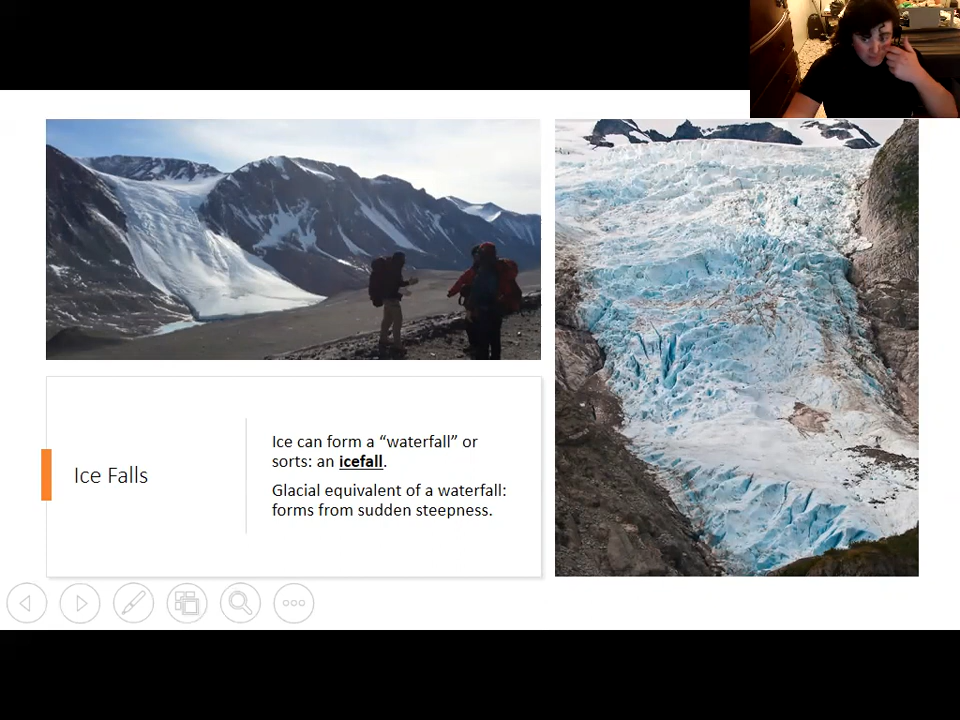 Ice Falls
Ice can form a “waterfall” or
sorts: an icefall.
Glacial equivalent of a waterfall:
forms from sudden steepness.